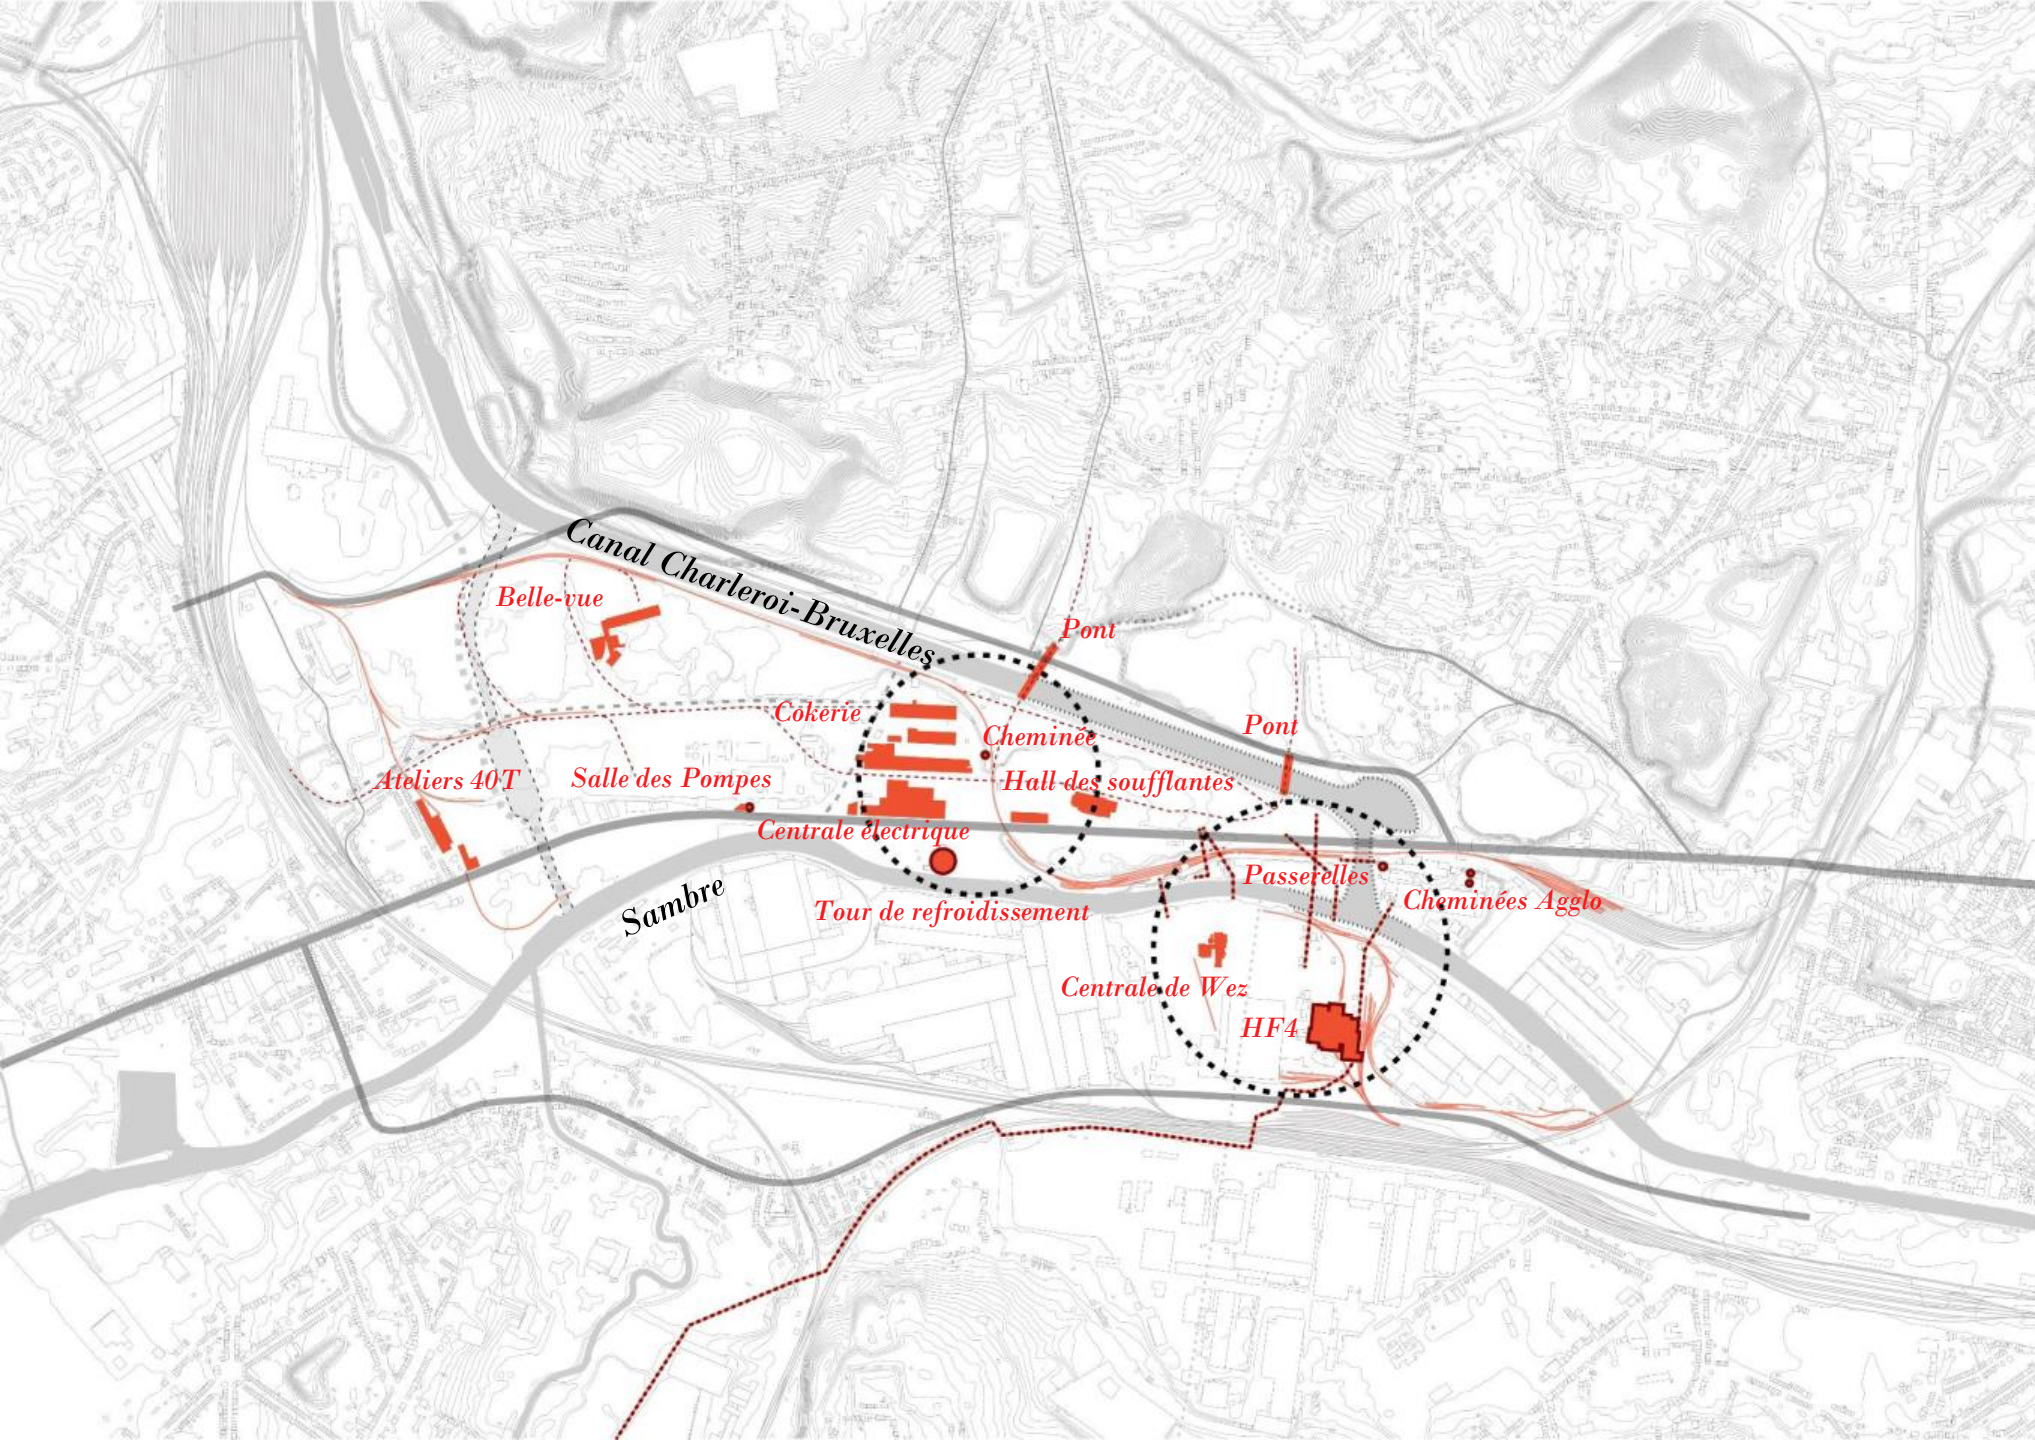 Canal Charleroi-Bruxelles
Belle-vue
Pont
Cokerie
Pont
Cheminée
Ateliers 40T
Salle des Pompes
Hall des soufflantes
Centrale électrique
Passerelles
Sambre
Tour de refroidissement
Cheminées Agglo
Centrale de Wez
HF4